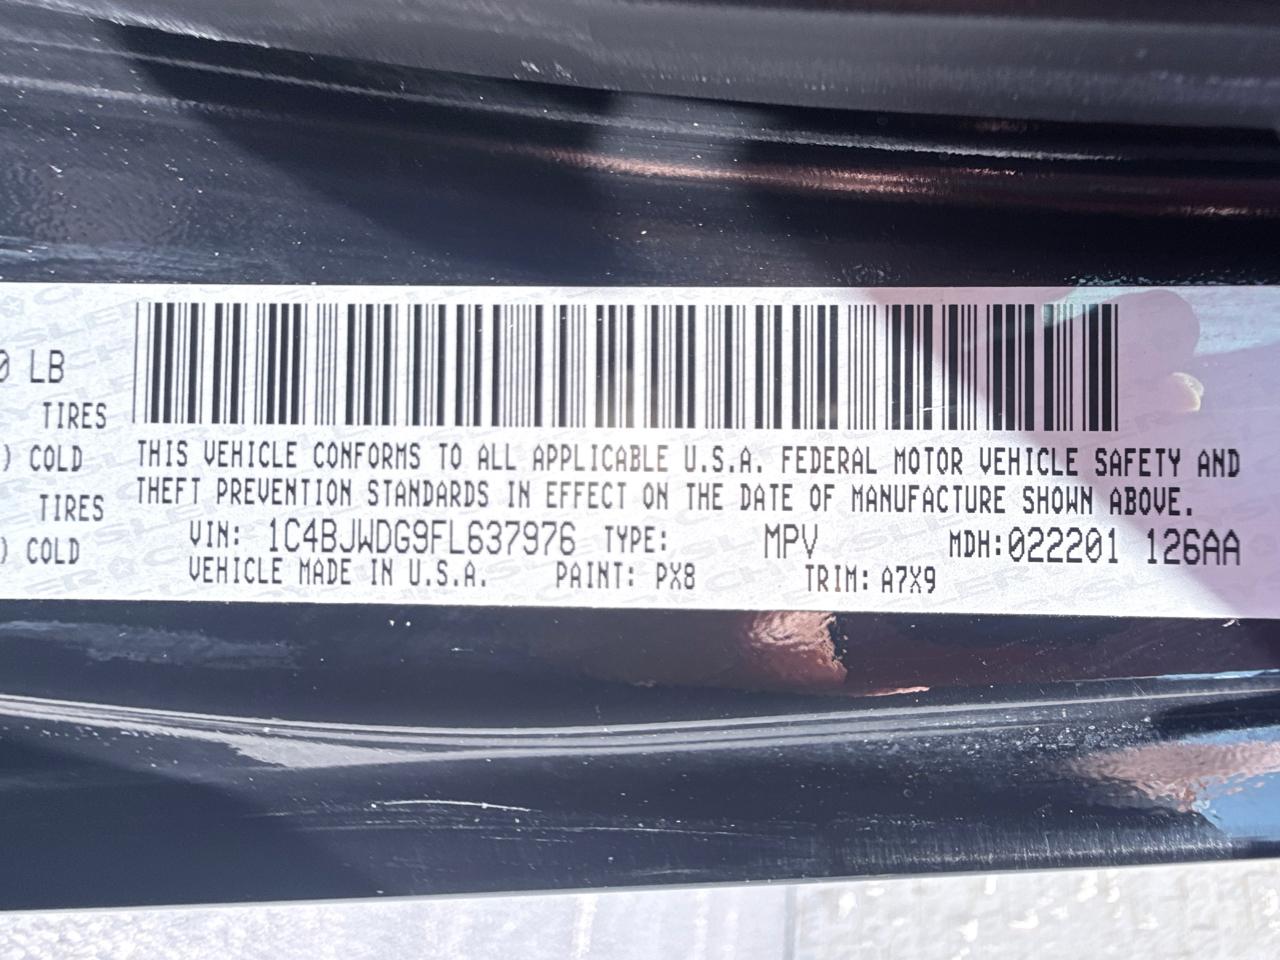 0 LB
TIRES
) COLD
TIRES
) COLD
THIS VEHICLE CONFORMS TO ALL APPLICABLE U.S.A. FEDERAL MOTOR VEHICLE SAFETY AND
THEFT PREVENTION STANDARDS IN EFFECT ON THE DATE OF MANUFACTURE SHOWN ABOVE.
VIN: 1C4BJWDG9FL637976 TYPE: MPV MDH:022201 126AA
VEHICLE MADE IN U.S.A. PAINT: PX8 TRIM: A7X9